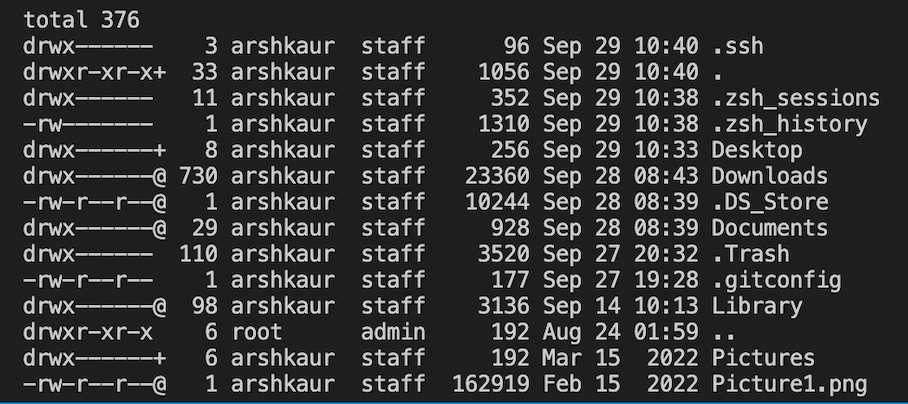 total 376
drwx------    3 arshkaur  staff      96 Sep 29 10:40 .ssh
drwxr-xr-x+  33 arshkaur  staff    1056 Sep 29 10:40 .
drwx------   11 arshkaur  staff     352 Sep 29 10:38 .zsh_sessions
-rw-------    1 arshkaur  staff    1310 Sep 29 10:38 .zsh_history
drwx------+   8 arshkaur  staff     256 Sep 29 10:33 Desktop
drwx------@ 730 arshkaur  staff   23360 Sep 28 08:43 Downloads
-rw-r--r--@   1 arshkaur  staff   10244 Sep 28 08:39 .DS_Store
drwx------@  29 arshkaur  staff     928 Sep 28 08:39 Documents
drwx------  110 arshkaur  staff    3520 Sep 27 20:32 .Trash
-rw-r--r--    1 arshkaur  staff     177 Sep 27 19:28 .gitconfig
drwx------@  98 arshkaur  staff    3136 Sep 14 10:13 Library
drwxr-xr-x    6 root      admin     192 Aug 24 01:59 ..
drwx------+   6 arshkaur  staff     192 Mar 15  2022 Pictures
-rw-r--r--@   1 arshkaur  staff  162919 Feb 15  2022 Picture1.png